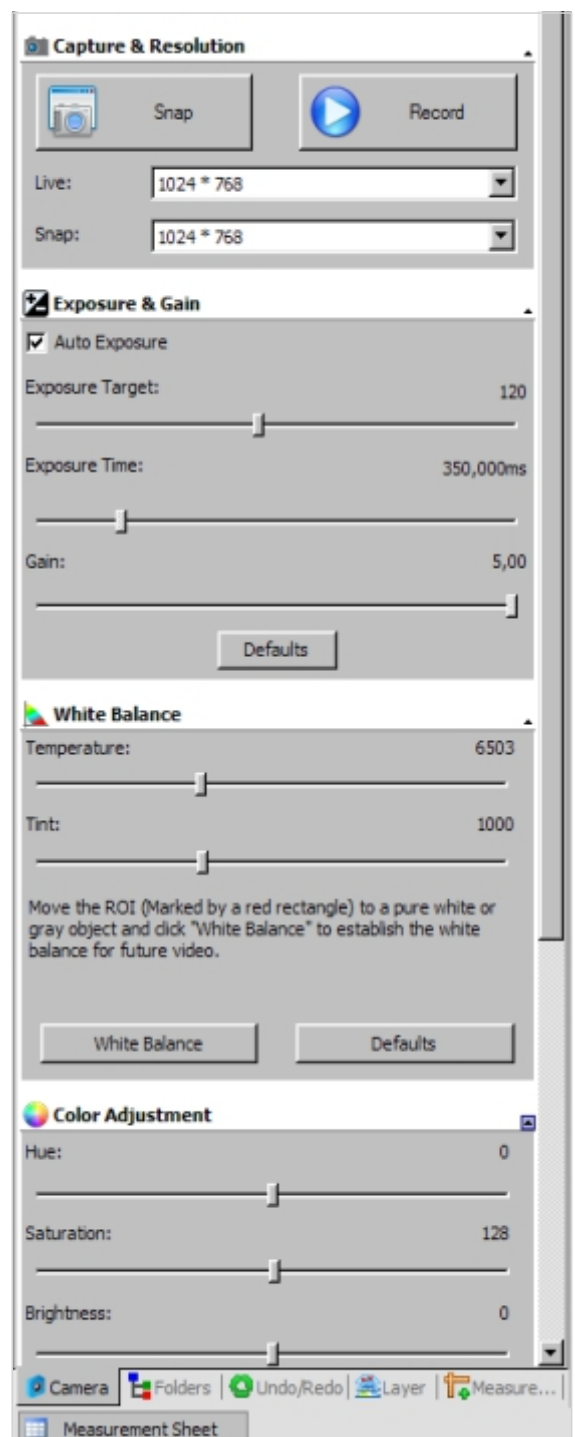 Capture & Resolution
Snap Record
Live: 1024 * 768
Snap: 1024 * 768
Exposure & Gain
Auto Exposure
Exposure Target: 120
Exposure Time: 350,000ms
Gain: 5,00
Defaults
White Balance
Temperature: 6503
Tint: 1000
Move the ROI (Marked by a red rectangle) to a pure white or
gray object and click "White Balance" to establish the white
balance for future video.
White Balance Defaults
Color Adjustment
Hue: 0
Saturation: 128
Brightness: 0
Camera Folders Undo/Redo Layer Measure...
Measurement Sheet